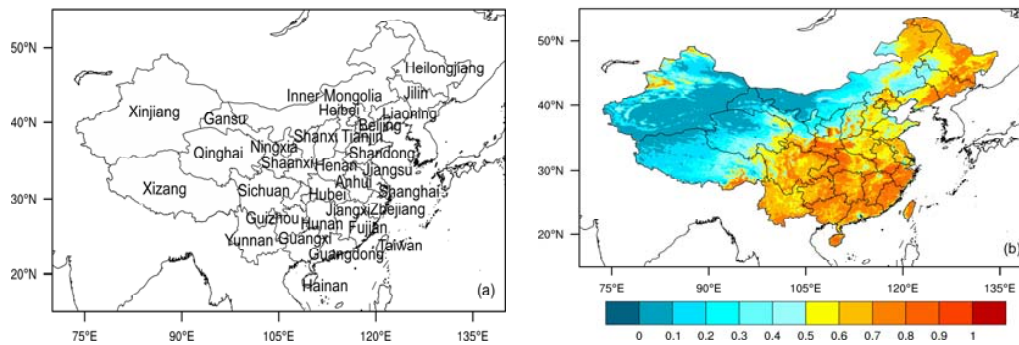 50°N
40°N
30°N
20°N
75°E 90°E 105°E 120°E 135°E
Heilongjiang
Jilin
Inner Mongolia
Liaoning
Hebei
Xinjiang
Gansu
Beijing
Shanxi Tianjin
Ningxia
Qinghai
Shandong
Shaanxi Henan
Jiangsu
Anhui
Xizang
Sichuan
Hubei
Shanghai
Jiangxi Zhejiang
Guizhou
Hunan
Fujian
Yunnan Guangxi
Taiwan
Guangdong
Hainan
(a)
50°N
40°N
30°N
20°N
(b)
75°E 90°E 105°E 120°E 135°E
0 0.1 0.2 0.3 0.4 0.5 0.6 0.7 0.8 0.9 1